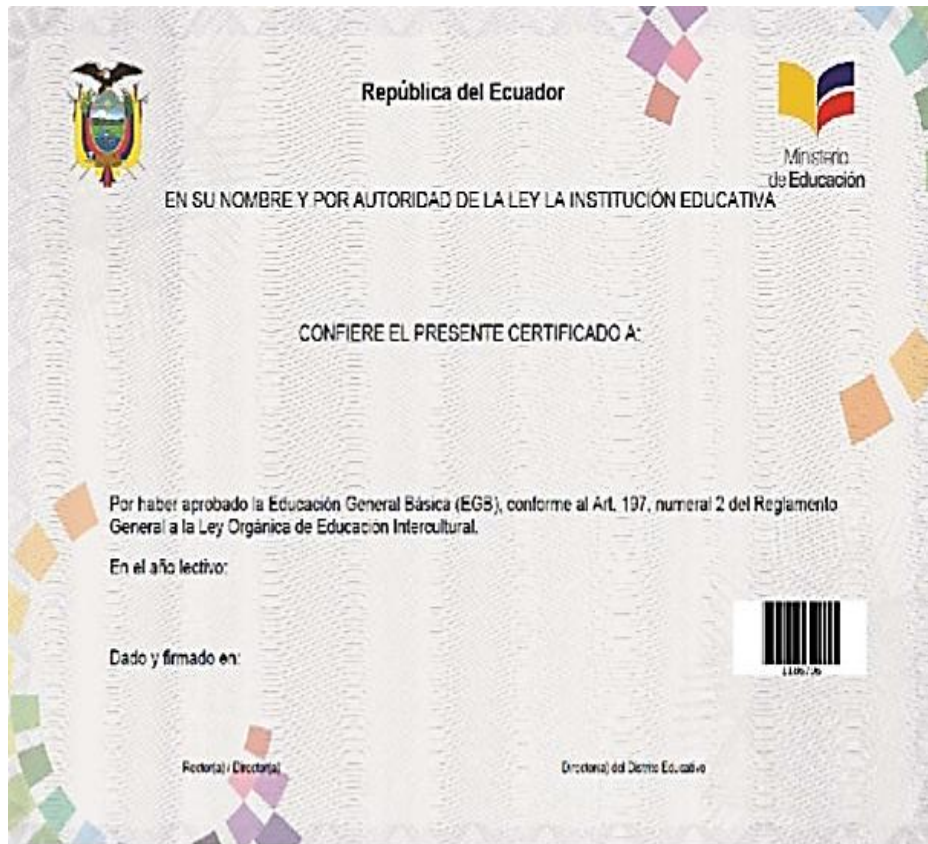 República del Ecuador
Ministerio
de Educación
EN SU NOMBRE Y POR AUTORIDAD DE LA LEY LA INSTITUCIÓN EDUCATIVA
CONFIERE EL PRESENTE CERTIFICADO A:
Por haber aprobado la Educación General Básica (EGB), conforme al Art. 197, numeral 2 del Reglamento
General a la Ley Orgánica de Educación Intercultural.
En el año lectivo:
Dado y firmado en:
Rector(a) / Director(a)
Director(a) del Distrito Educativo